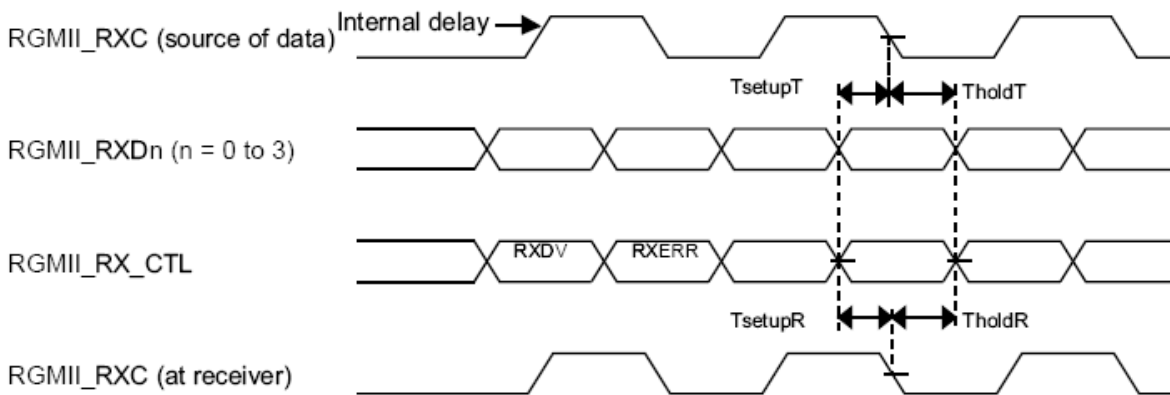 Internal delay
RGMII_RXC (source of data)
TsetupT
TholdT
RGMII_RXDn (n = 0 to 3)
RXDV
RXERR
RGMII_RX_CTL
TsetupR
TholdR
RGMII_RXC (at receiver)